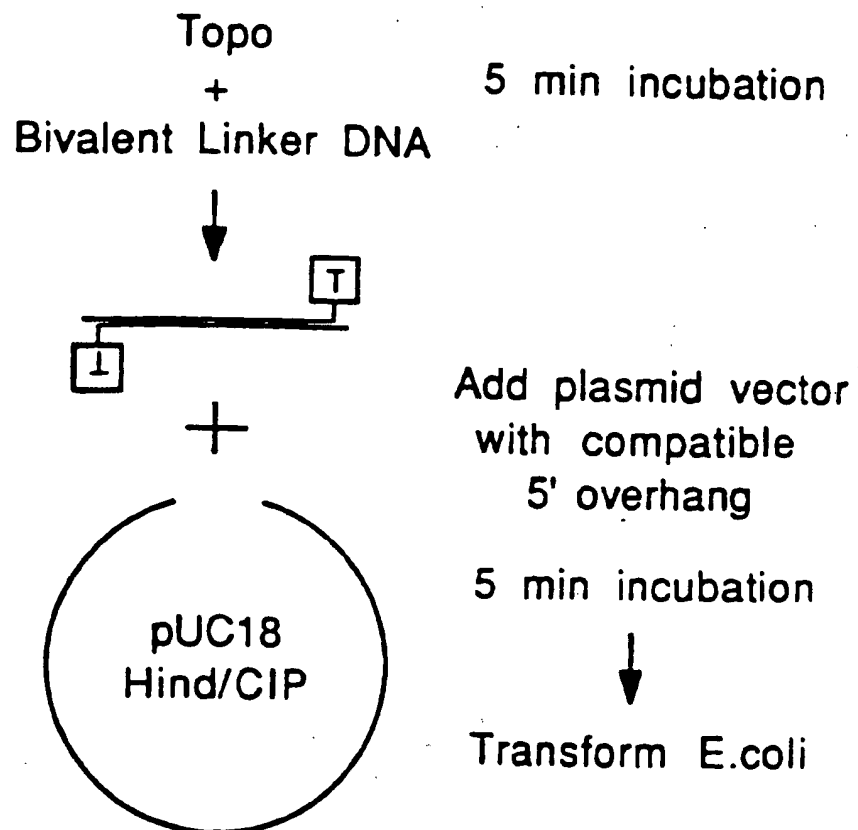 Topo
+
Bivalent Linker DNA
5 min incubation
T
T
+
Add plasmid vector
with compatible
5' overhang
pUC18
Hind/CIP
5 min incubation
Transform E.coli